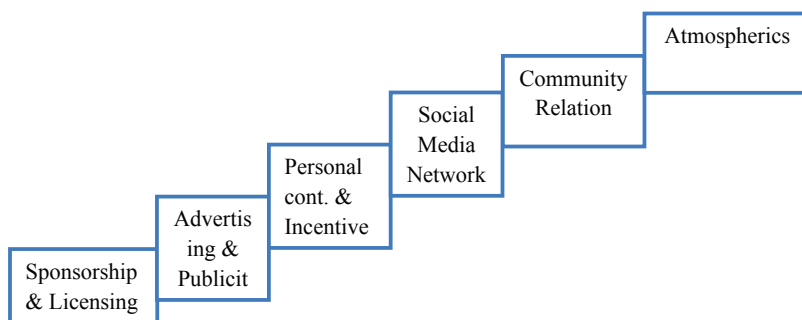 Sponsorship
& Licensing
Advertis
ing &
Publicit
Personal
cont. &
Incentive
Social
Media
Network
Community
Relation
Atmospherics